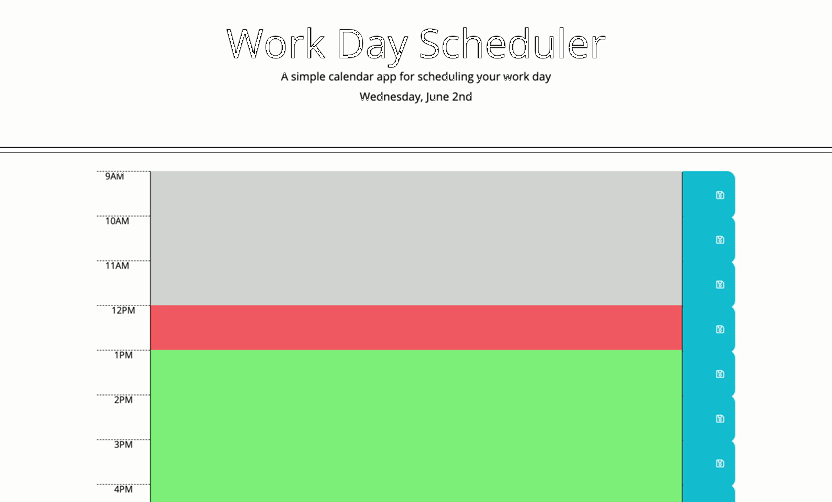 Work Day Scheduler
A simple calendar app for scheduling your work day
Wednesday, June 2nd
9AM
10AM
11AM
12PM
1PM
2PM
3PM
4PM